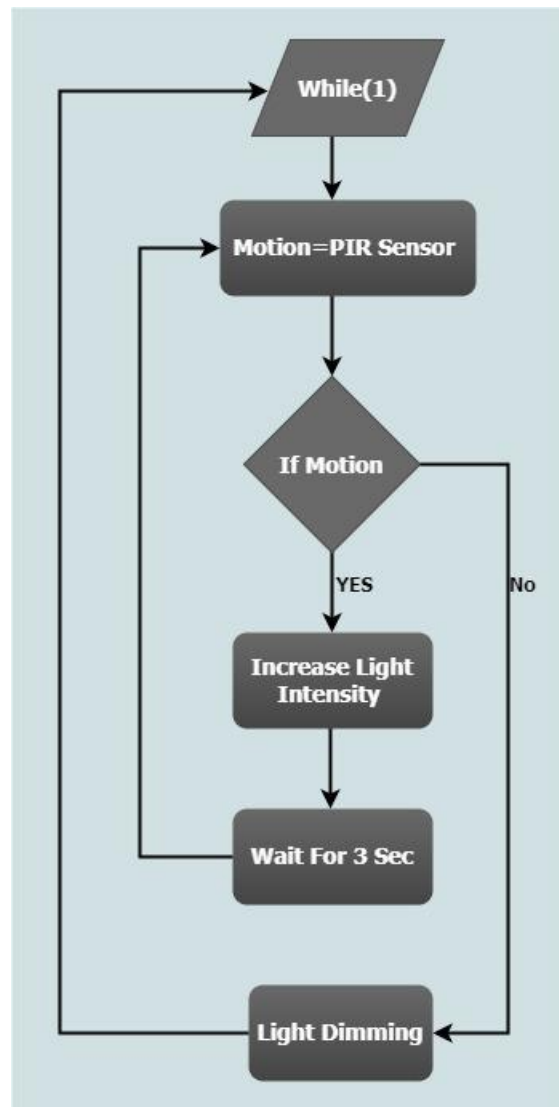 While(1)
Motion=PIR Sensor
If Motion
YES
No
Increase Light
Intensity
Wait For 3 Sec
Light Dimming